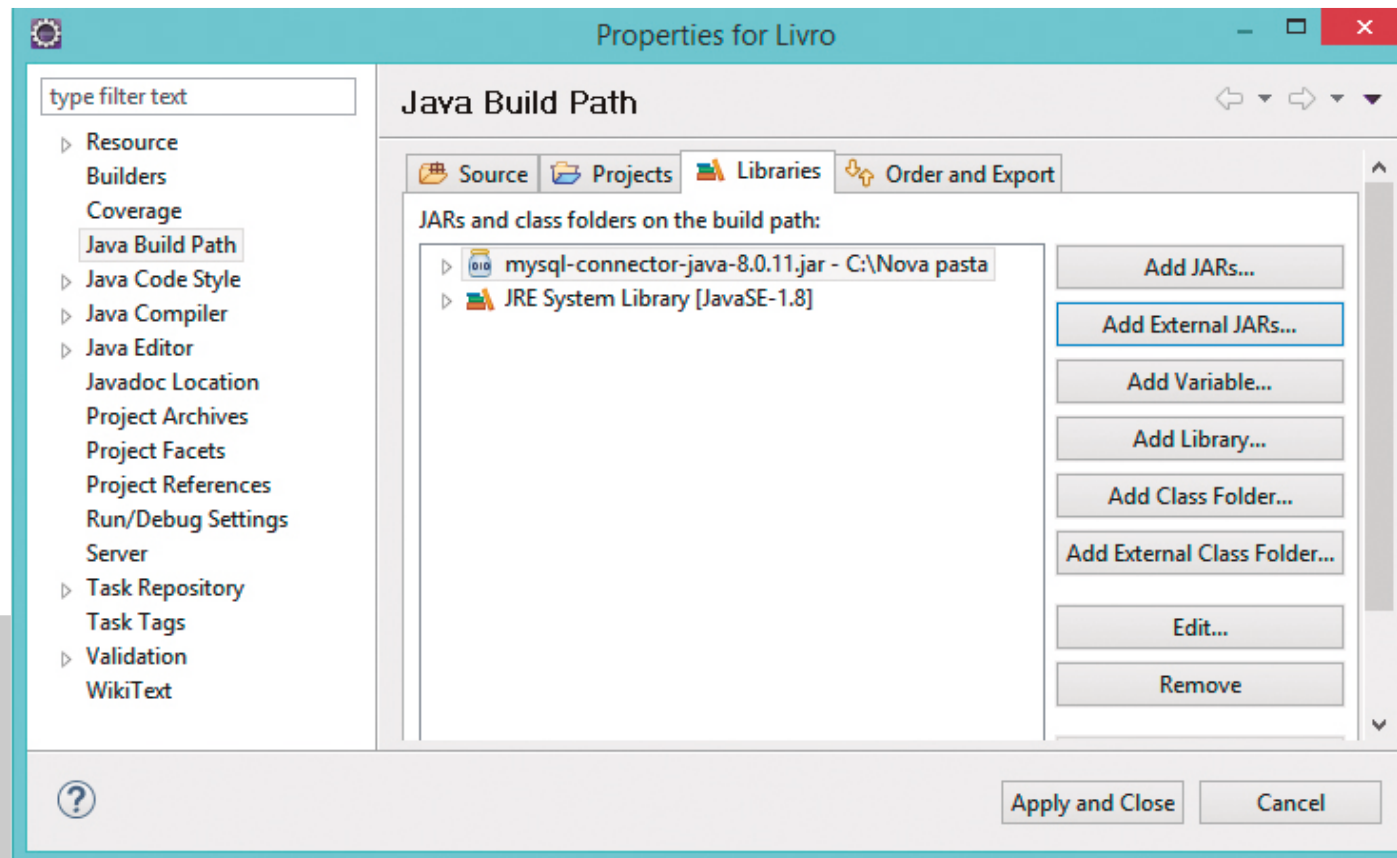 Properties for Livro
type filter text
Resource
Builders
Coverage
Java Build Path
Java Code Style
Java Compiler
Java Editor
Javadoc Location
Project Archives
Project Facets
Project References
Run/Debug Settings
Server
Task Repository
Task Tags
Validation
WikiText
Java Build Path
Source Projects Libraries Order and Export
JARs and class folders on the build path:
mysql-connector-java-8.0.11.jar - C:\Nova pasta
JRE System Library [JavaSE-1.8]
Add JARs...
Add External JARs...
Add Variable...
Add Library...
Add Class Folder...
Add External Class Folder...
Edit...
Remove
Apply and Close
Cancel